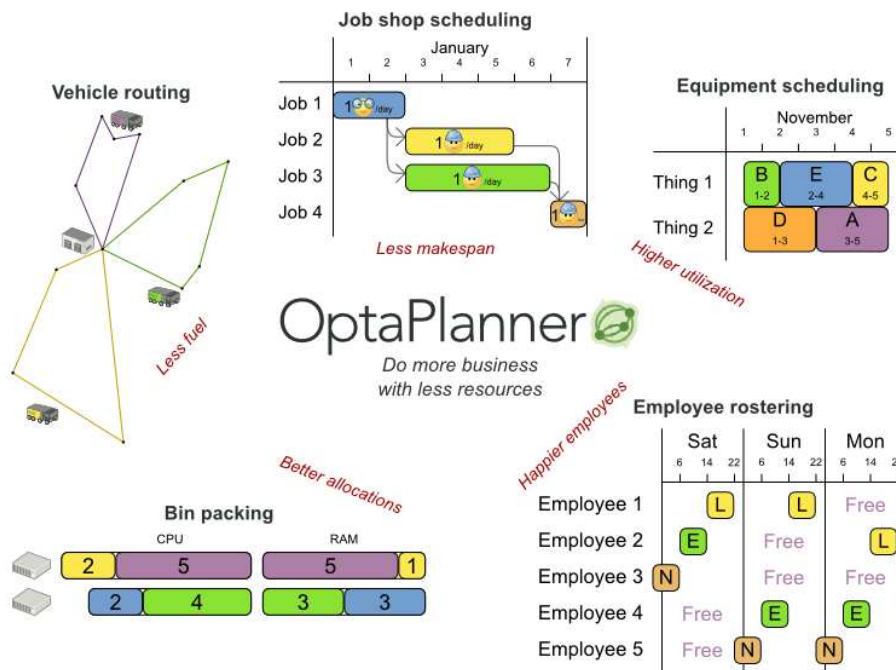 Job shop scheduling
January
1 2 3 4 5 6 7
Job 1
1 /day
Job 2
1 /day
Job 3
1 /day
Job 4
1
Less makespan
Vehicle routing
Less fuel
Equipment scheduling
November
1 2 3 4 5
Thing 1
B
1-2
E
2-4
C
4-5
Thing 2
D
1-3
A
3-5
Higher utilization
OptaPlanner
Do more business
with less resources
Better allocations
Bin packing
CPU RAM
2 5 5 1
2 4 3 3
Happier employees
Employee rostering
Sat Sun Mon
6 14 22 6 14 22 6 14
Employee 1 L L Free
Employee 2 E Free L
Employee 3 N Free Free
Employee 4 Free E E
Employee 5 Free N N